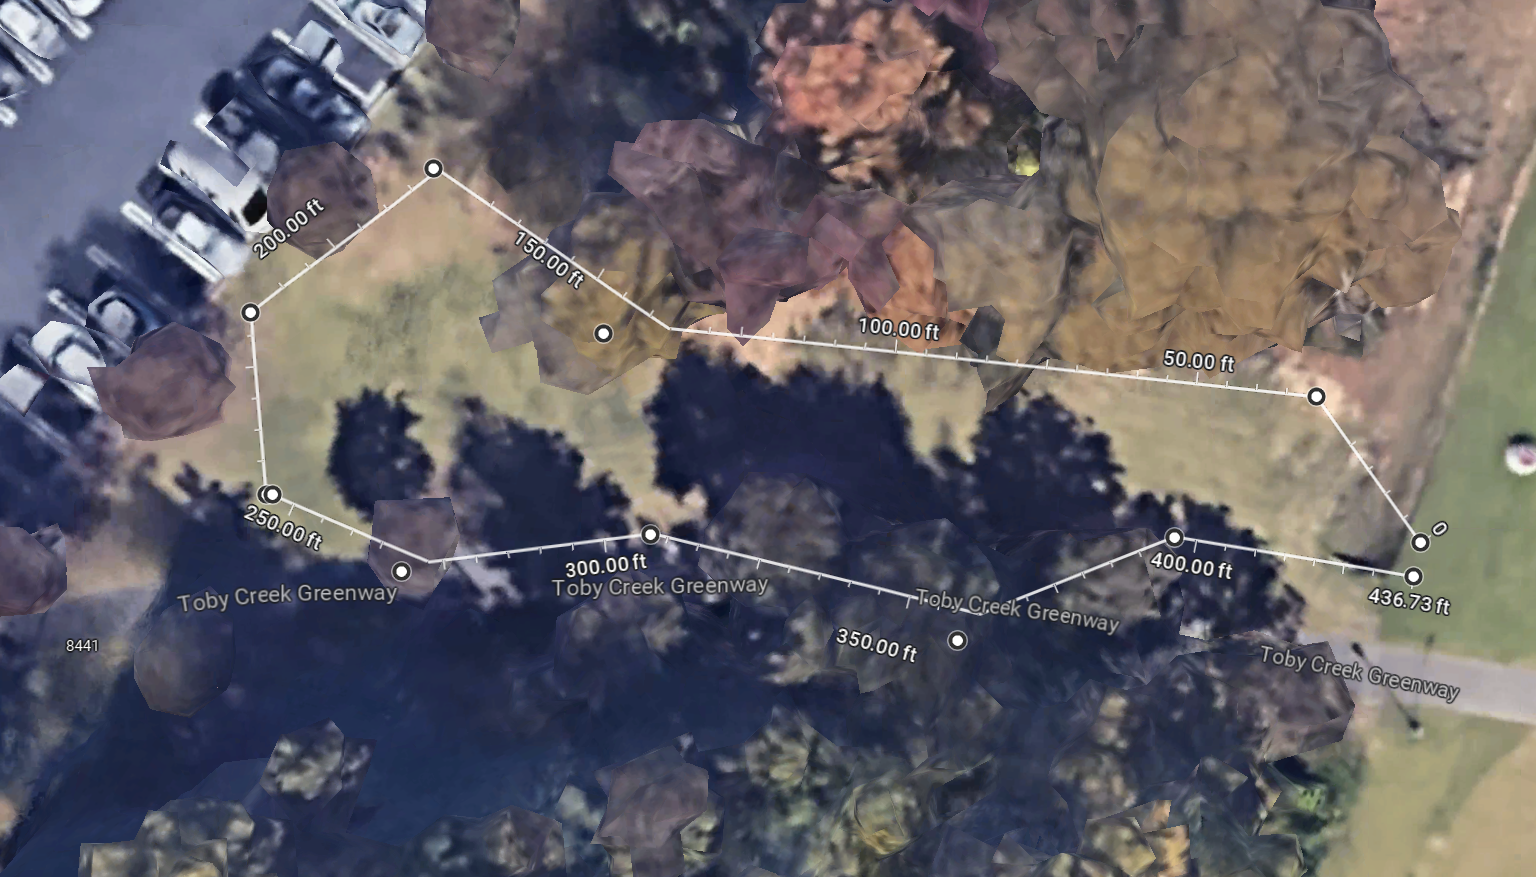 200.00 ft
150.00 ft
100.00 ft
50.00 ft
0
250.00 ft
300.00 ft
400.00 ft
436.73 ft
Toby Creek Greenway
Toby Creek Greenway
Toby Creek Greenway
350.00 ft
8441
Toby Creek Greenway